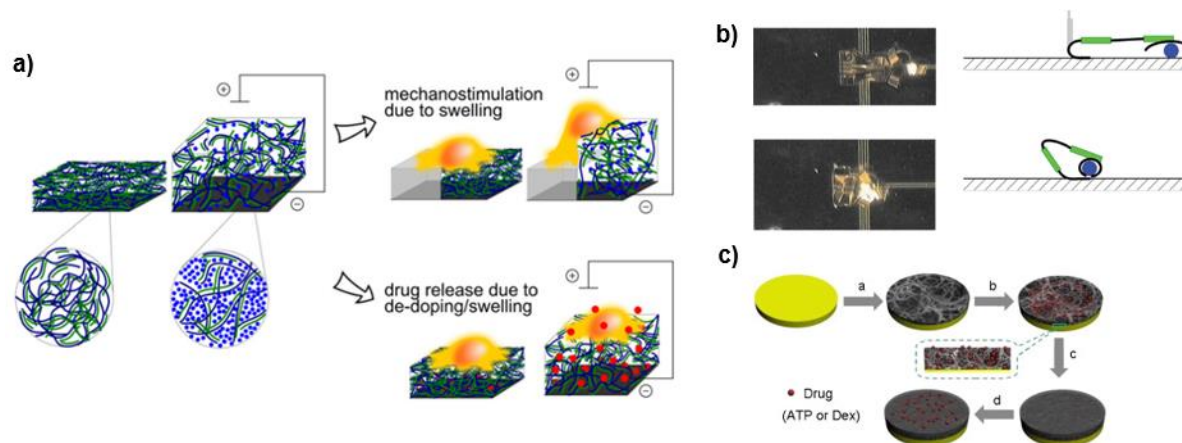 a)
⊕
⊖
mechanostimulation
due to swelling
⊕
⊖
drug release due to
de-doping/swelling
⊕
⊖
b)
c)
a
b
c
d
Drug
(ATP or Dex)